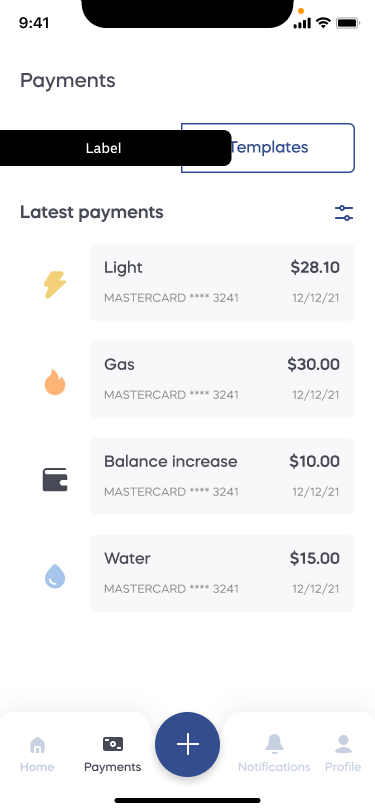 9:41
Payments
Label
Templates
Latest payments
Light $28.10
MASTERCARD **** 3241 12/12/21
Gas $30.00
MASTERCARD **** 3241 12/12/21
Balance increase $10.00
MASTERCARD **** 3241 12/12/21
Water $15.00
MASTERCARD **** 3241 12/12/21
Home Payments Notifications Profile